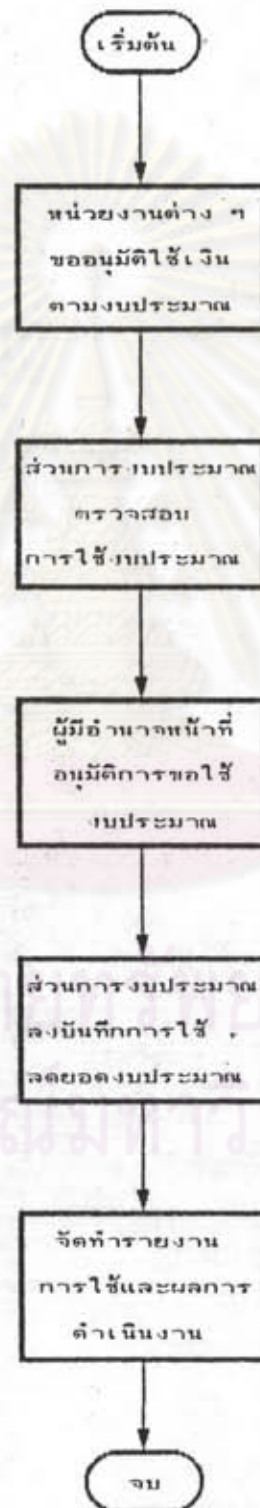 เริ่มต้น
หน่วยงานต่าง ๆ
ขออนุมัติใช้เงิน
ตามงบประมาณ
ส่วนการงบประมาณ
ตรวจสอบ
การใช้งบประมาณ
ผู้มีอำนาจหน้าที่
อนุมัติการขอใช้
งบประมาณ
ส่วนการงบประมาณ
ลงบันทึกการใช้ ,
ลดยอดงบประมาณ
จัดทำรายงาน
การใช้และผลการ
ดำเนินงาน
จบ